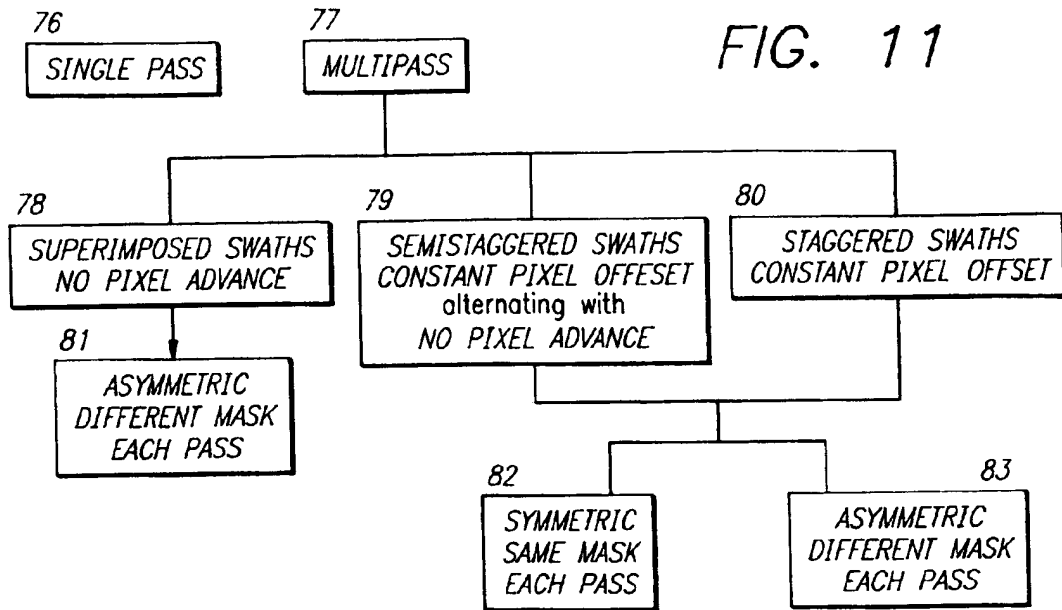 76
SINGLE PASS
77
MULTIPASS
FIG. 11
78
SUPERIMPOSED SWATHS
NO PIXEL ADVANCE
79
SEMISTAGGERED SWATHS
CONSTANT PIXEL OFFESET
alternating with
NO PIXEL ADVANCE
80
STAGGERED SWATHS
CONSTANT PIXEL OFFSET
81
ASYMMETRIC
DIFFERENT MASK
EACH PASS
82
SYMMETRIC
SAME MASK
EACH PASS
83
ASYMMETRIC
DIFFERENT MASK
EACH PASS